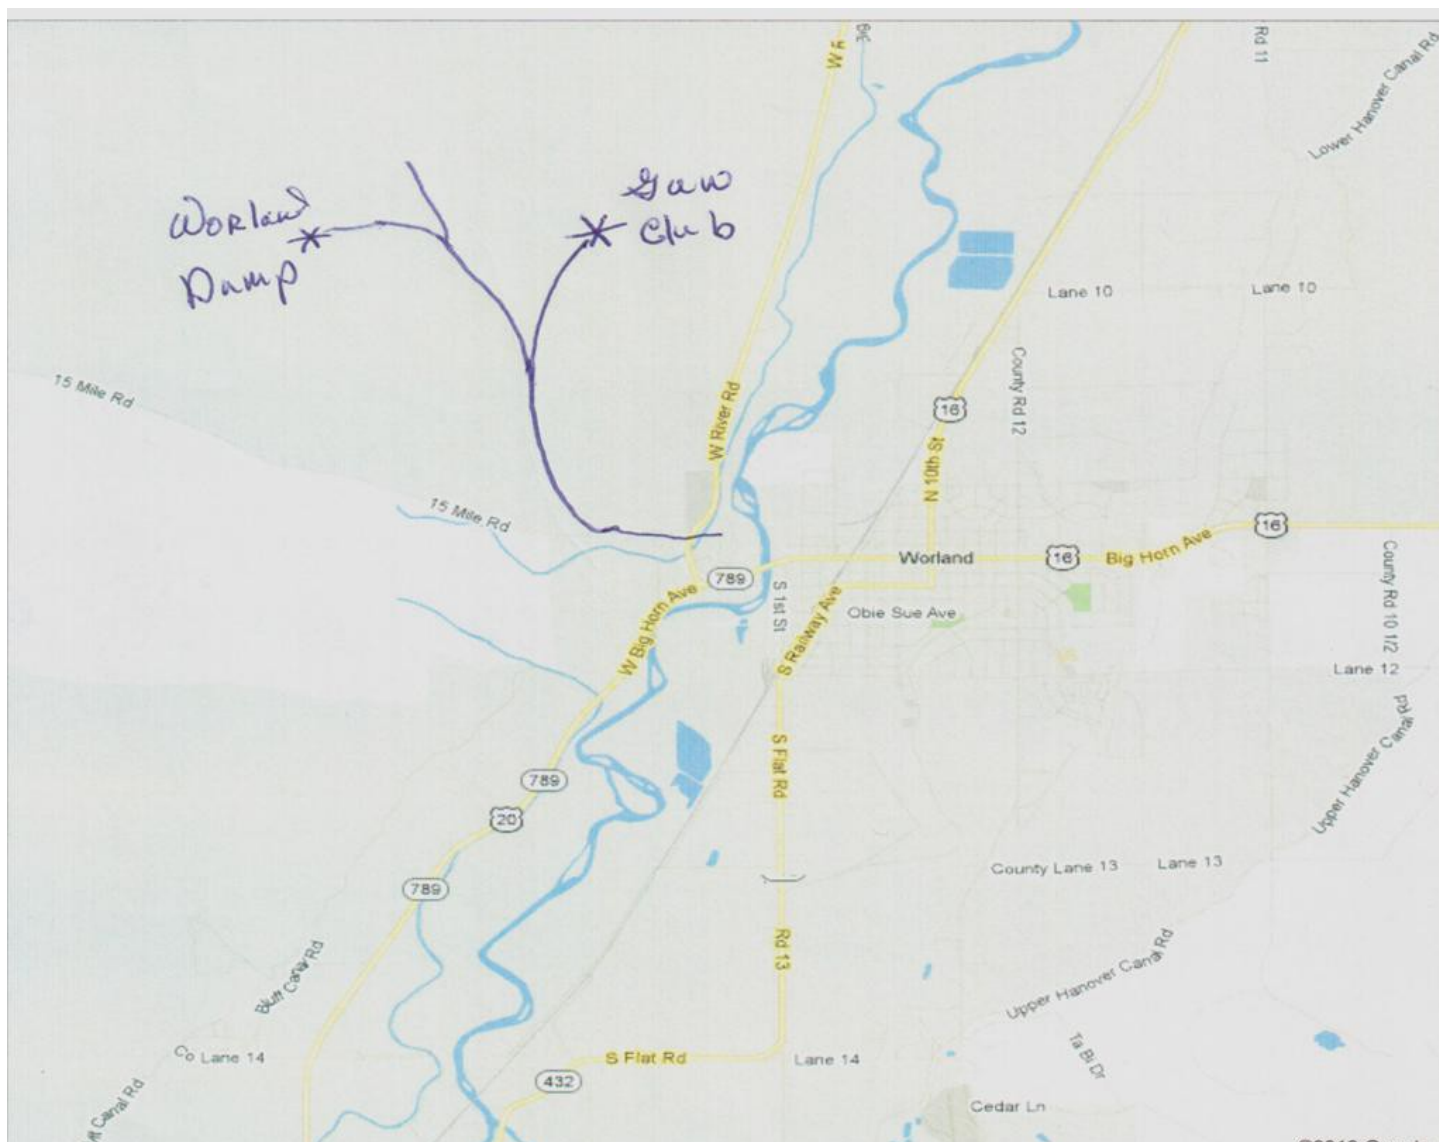 W R
Rd 11
Lower Hanover Canal Rd
Worland
Dump
Gun
Club
Lane 10
Lane 10
15 Mile Rd
W River Rd
16
County Rd 12
N 10th St
15 Mile Rd
16
Worland
16
Big Horn Ave
789
County Rd 10 1/2
W Big Horn Ave
S 1st St
S Railway Ave
Obie Sue Ave
Lane 12
Upper Hanover Canal Rd
S Flat Rd
789
20
County Lane 13
Lane 13
789
Rd 13
Upper Hanover Canal Rd
Bluff Canal Rd
Co Lane 14
S Flat Rd
Lane 14
Ta Bi Dr
432
Canal Rd
Cedar Ln